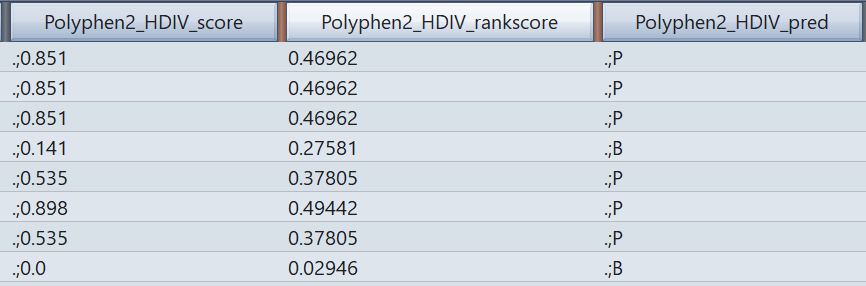 Polyphen2_HDIV_score Polyphen2_HDIV_rankscore Polyphen2_HDIV_pred
.;0.851 0.46962 .;P
.;0.851 0.46962 .;P
.;0.851 0.46962 .;P
.;0.141 0.27581 .;B
.;0.535 0.37805 .;P
.;0.898 0.49442 .;P
.;0.535 0.37805 .;P
.;0.0 0.02946 .;B